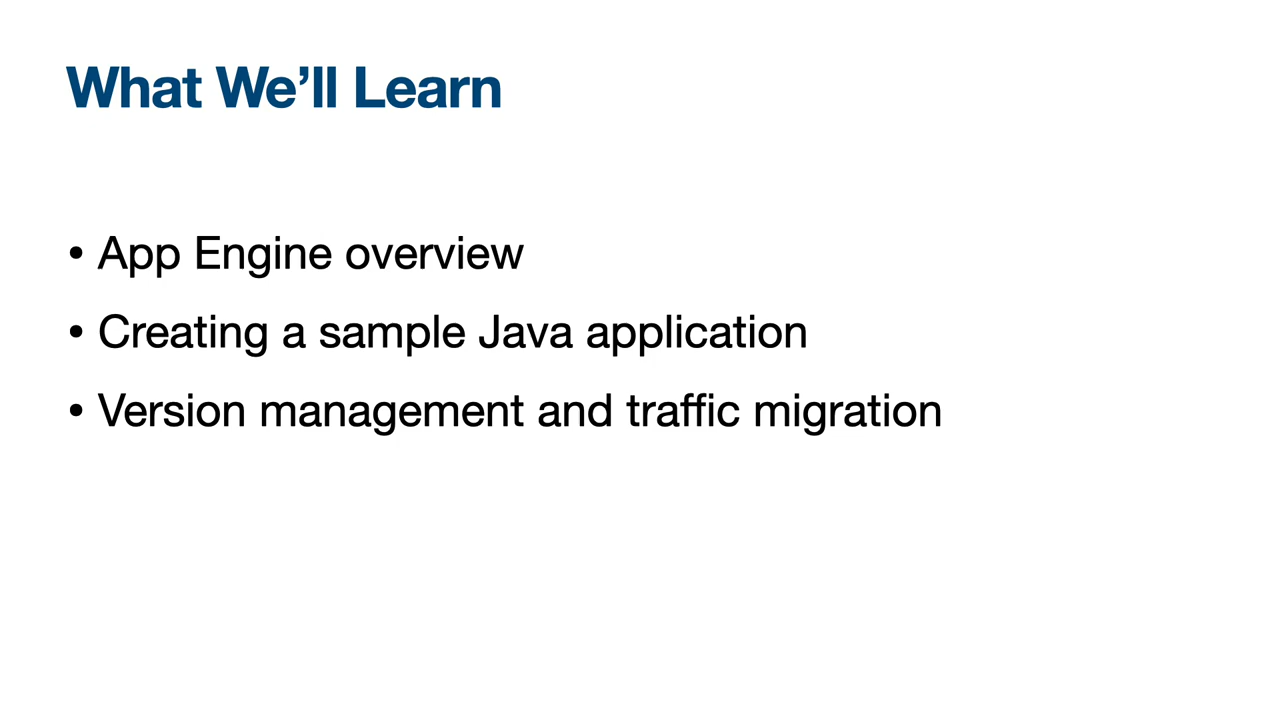 What We’ll Learn
• App Engine overview
• Creating a sample Java application
• Version management and traffic migration